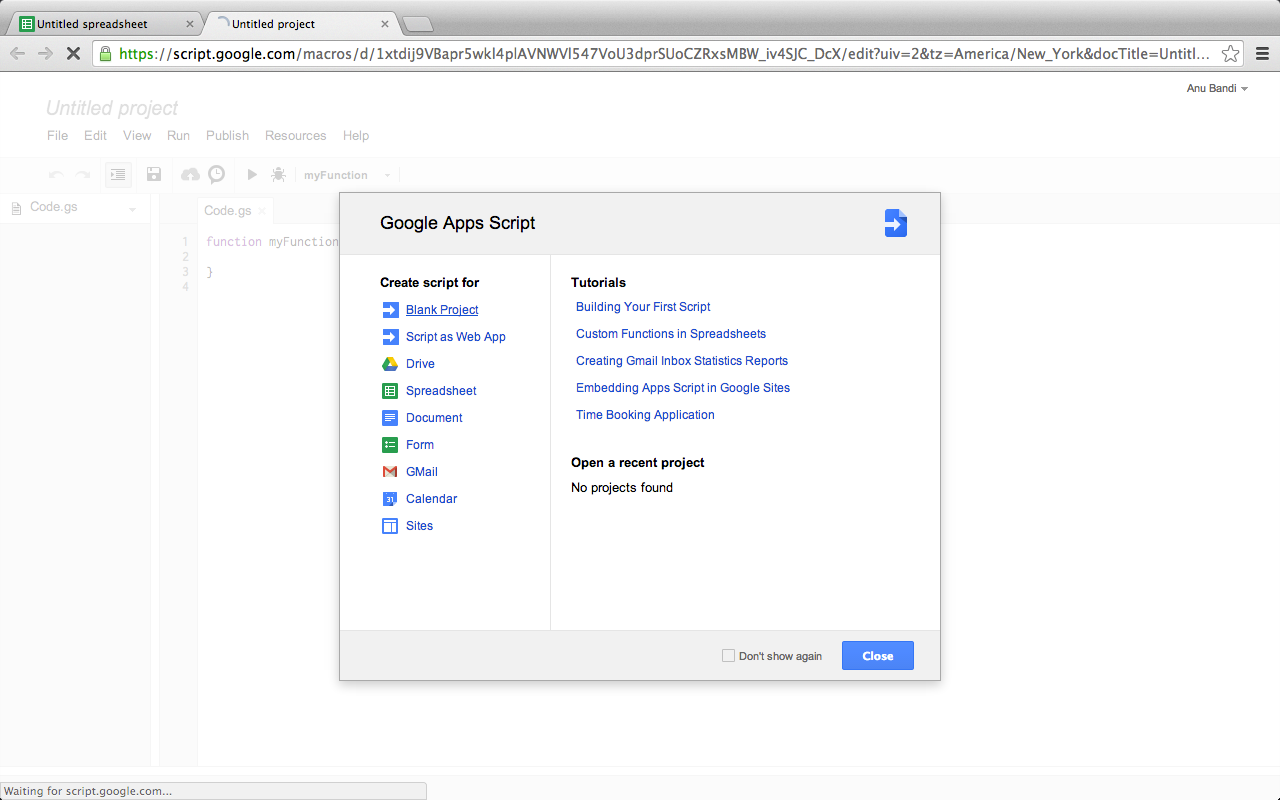 Untitled spreadsheet
Untitled project
https://script.google.com/macros/d/1xtdij9VBapr5wkl4plAVNWVl547VoU3dprSUoCZRxsMBW_iv4SJC_DcX/edit?uiv=2&tz=America/New_York&docTitle=Untitl...
Anu Bandi
Untitled project
File Edit View Run Publish Resources Help
myFunction
Code.gs
Code.gs
1 function myFunction
2
3 }
4
Google Apps Script
Create script for
Blank Project
Script as Web App
Drive
Spreadsheet
Document
Form
GMail
31 Calendar
Sites
Tutorials
Building Your First Script
Custom Functions in Spreadsheets
Creating Gmail Inbox Statistics Reports
Embedding Apps Script in Google Sites
Time Booking Application
Open a recent project
No projects found
Don't show again
Close
Waiting for script.google.com...